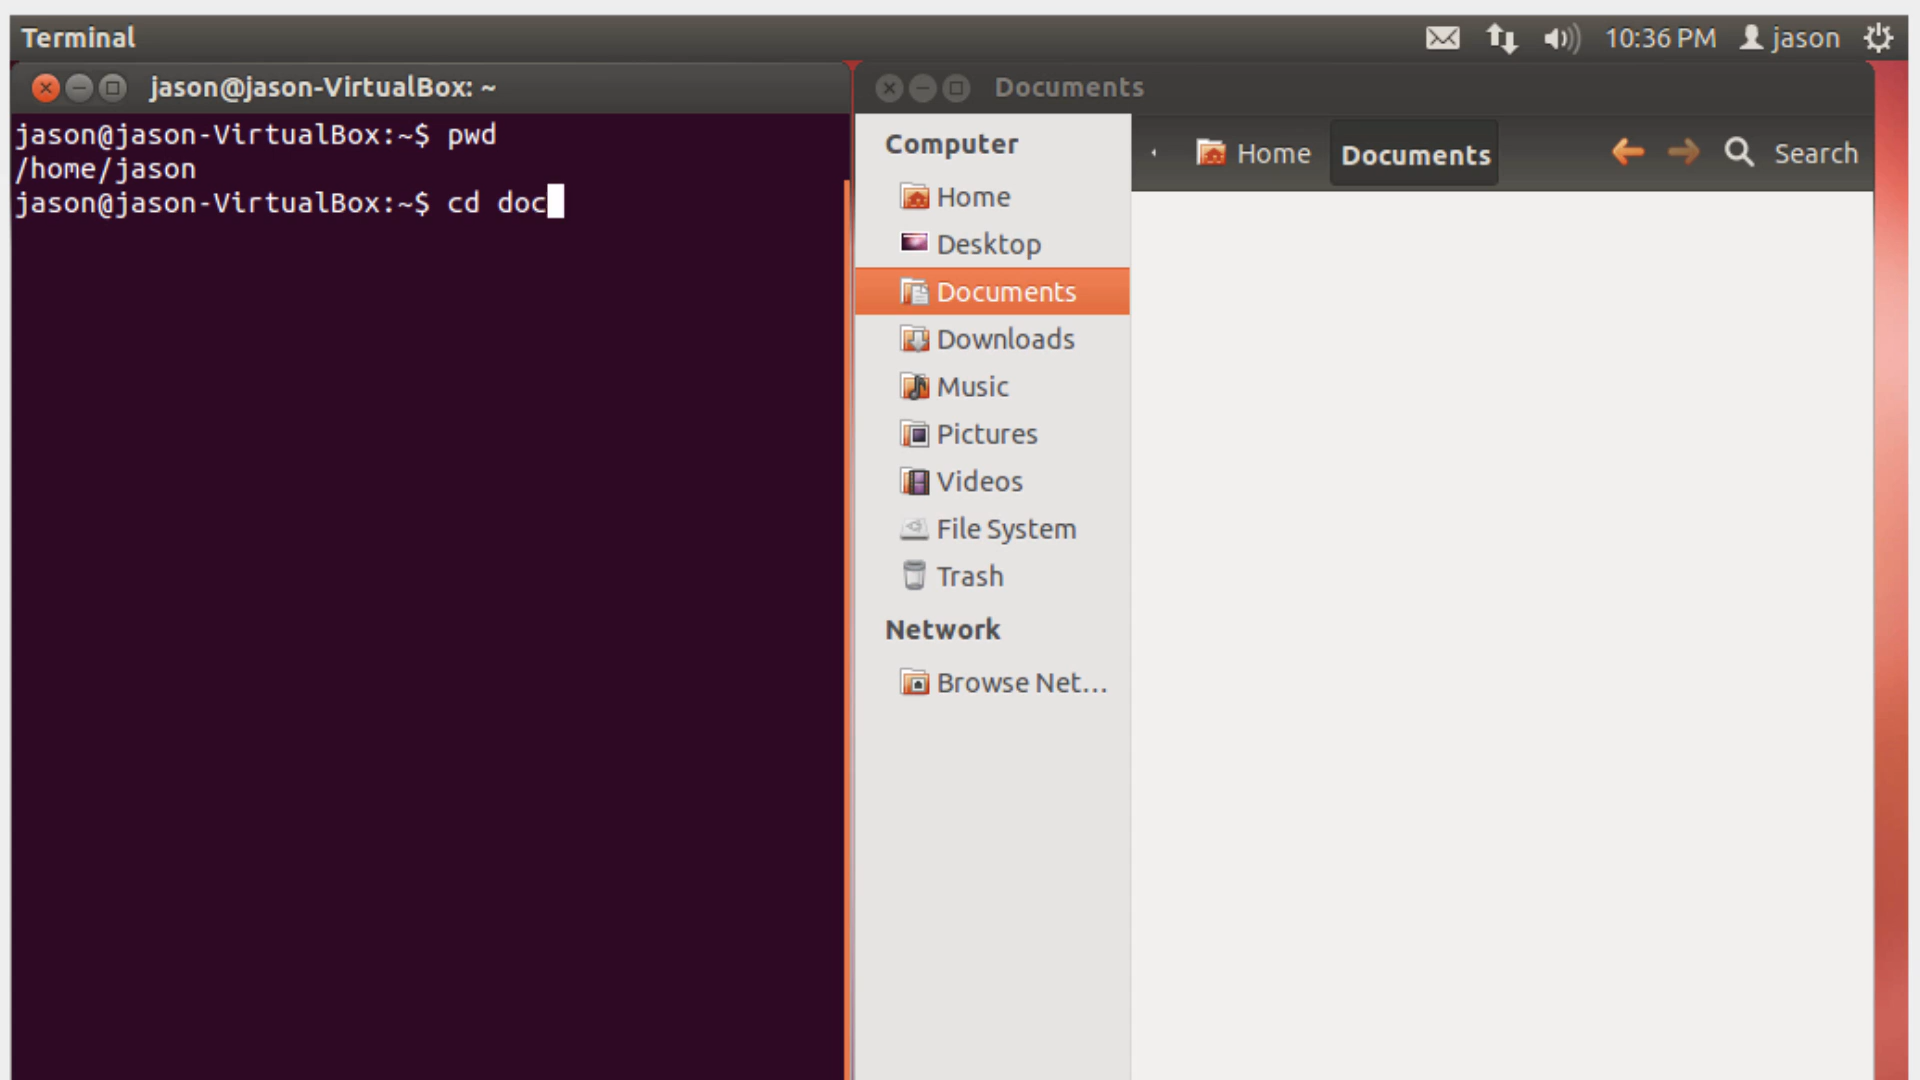 Terminal
10:36 PM jason
jason@jason-VirtualBox: ~
jason@jason-VirtualBox:~$ pwd
/home/jason
jason@jason-VirtualBox:~$ cd doc
Documents
Home Documents Search
Computer
Home
Desktop
Documents
Downloads
Music
Pictures
Videos
File System
Trash
Network
Browse Net...